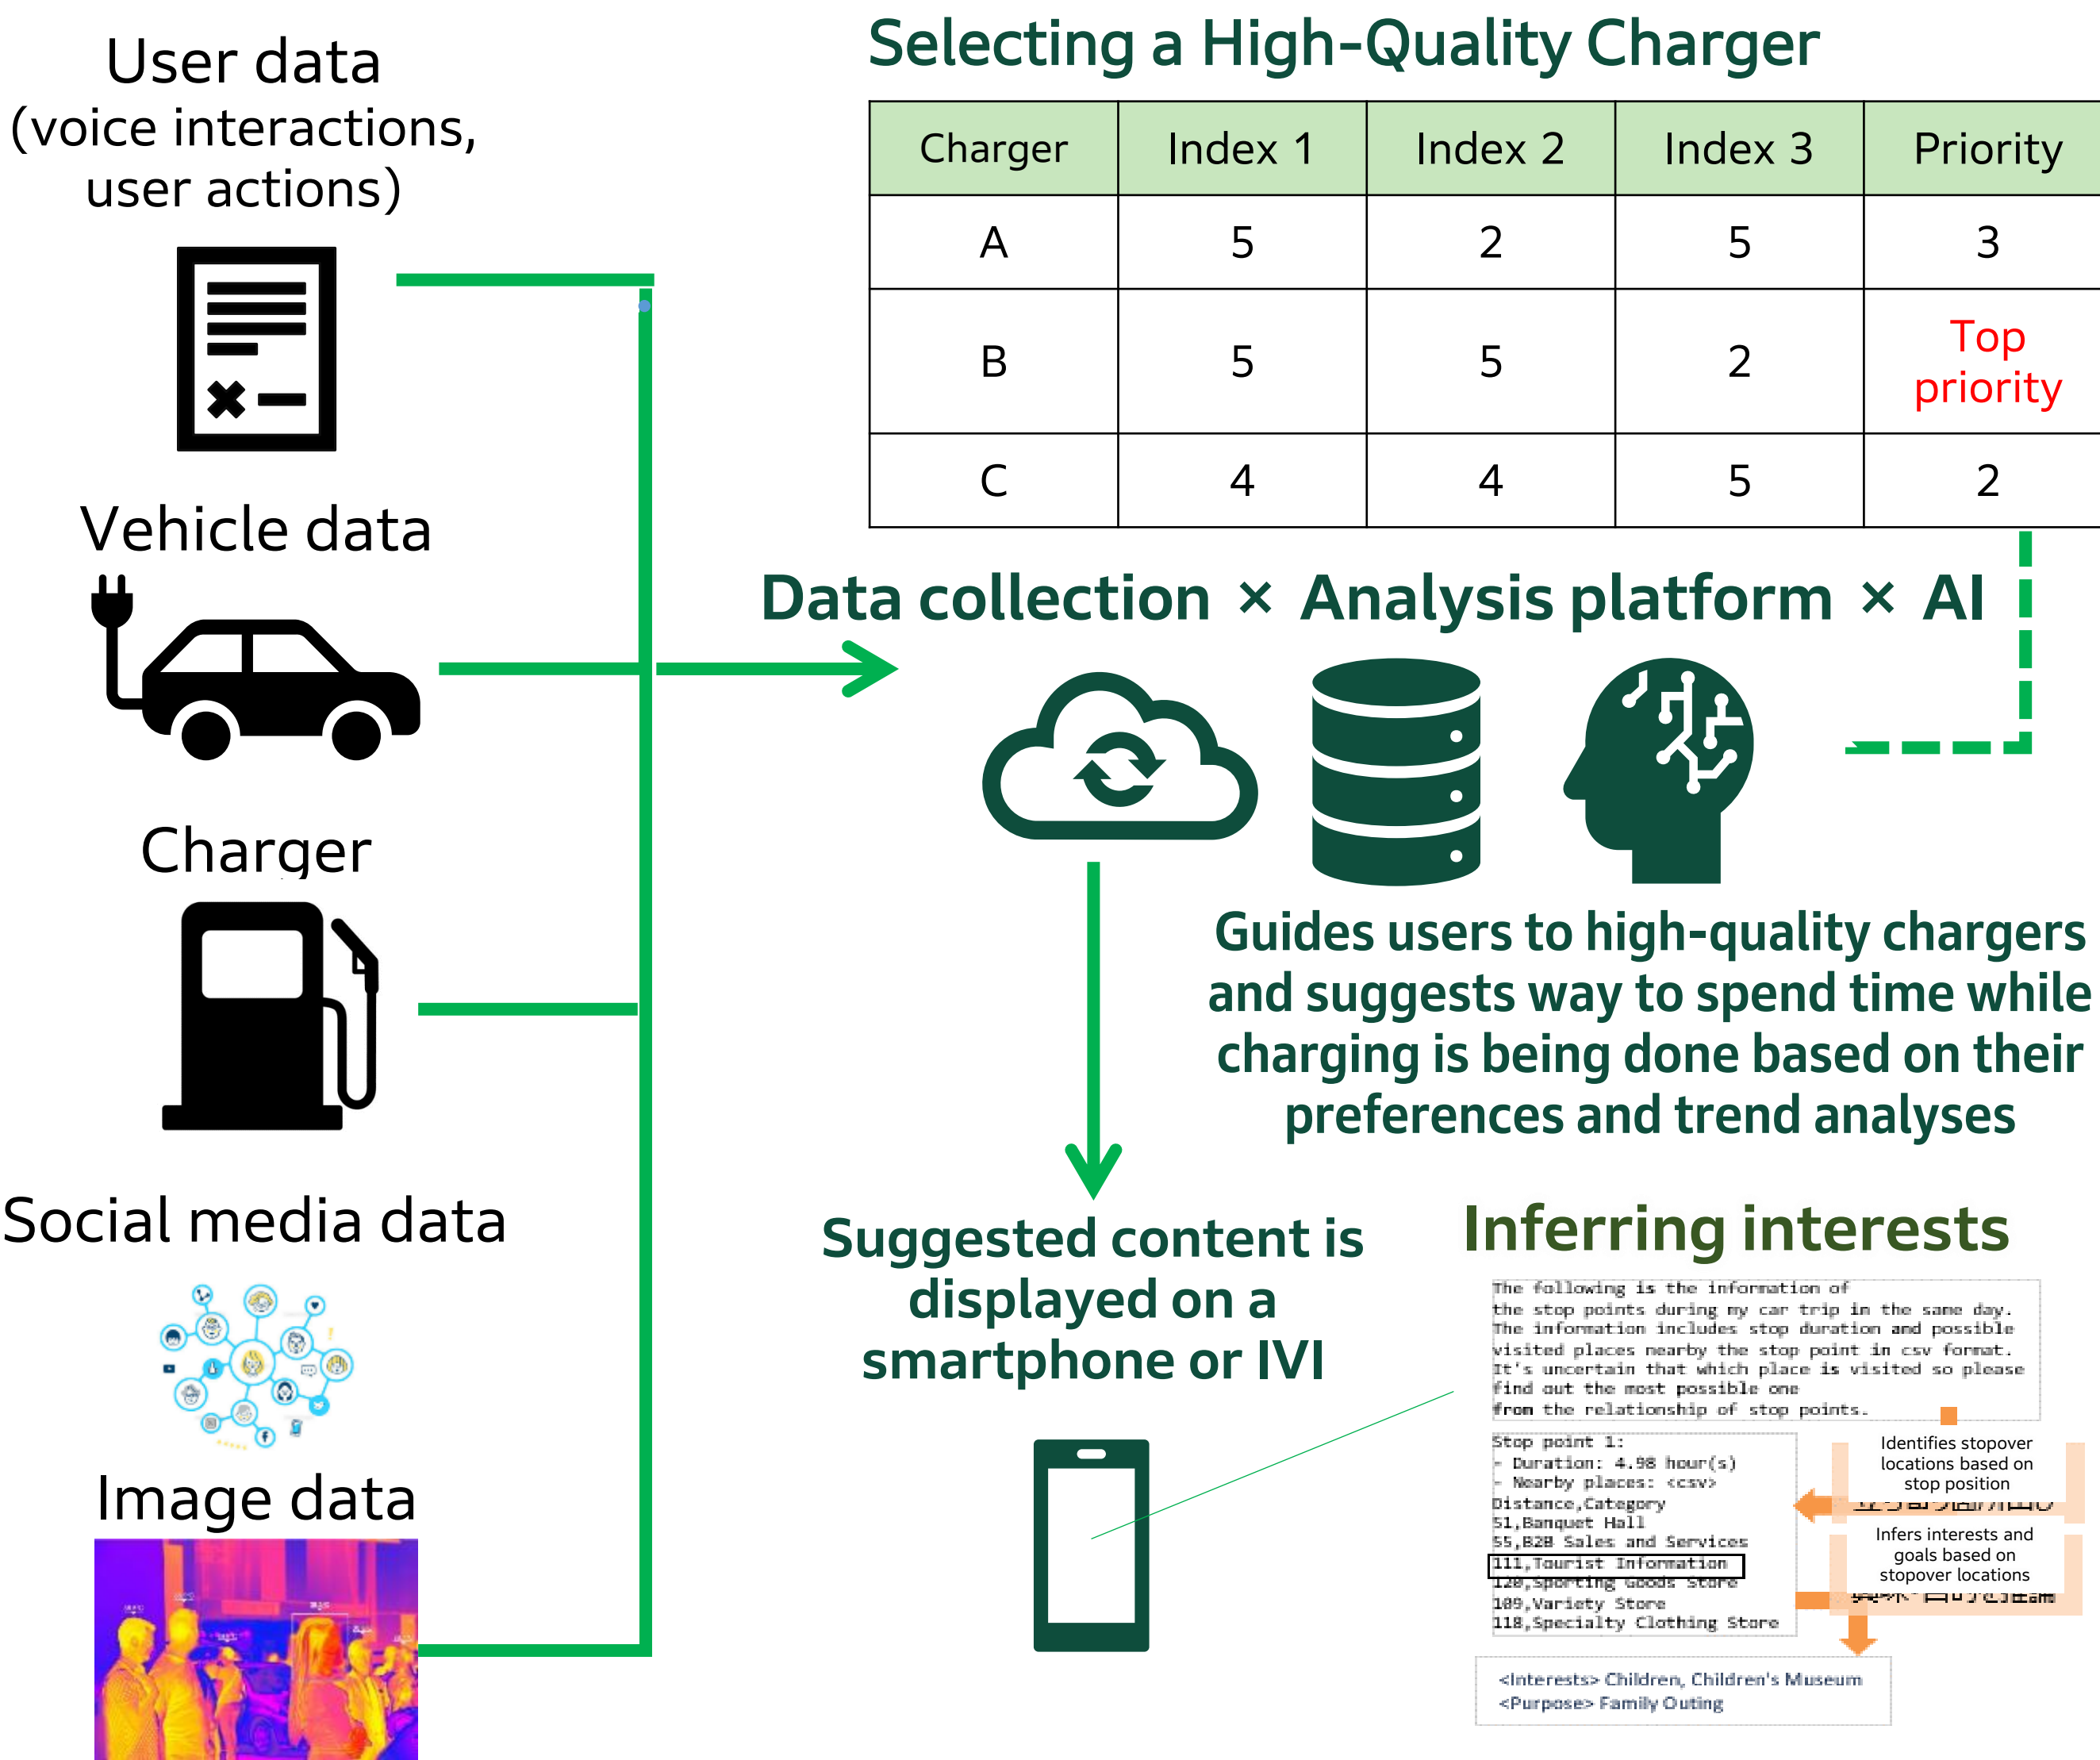 User data
(voice interactions,
user actions)
Vehicle data
Charger
Social media data
Image data
Selecting a High-Quality Charger
Charger Index 1 Index 2 Index 3 Priority
A 5 2 5 3
B 5 5 2 Top priority
C 4 4 5 2
Data collection × Analysis platform × AI
Guides users to high-quality chargers
and suggests way to spend time while
charging is being done based on their
preferences and trend analyses
Suggested content is
displayed on a
smartphone or IVI
Inferring interests
The following is the information of
the stop points during my car trip in the same day.
The information includes stop duration and possible
visited places nearby the stop point in csv format.
It's uncertain that which place is visited so please
find out the most possible one
from the relationship of stop points.
Stop point 1:
- Duration: 4.98 hour(s)
- Nearby places: <csv>
Distance,Category
51,Banquet Hall
55,B2B Sales and Services
111,Tourist Information
120,Sporting Goods Store
109,Variety Store
118,Specialty Clothing Store
Identifies stopover
locations based on
stop position
Infers interests and
goals based on
stopover locations
<Interests> Children, Children's Museum
<Purpose> Family Outing